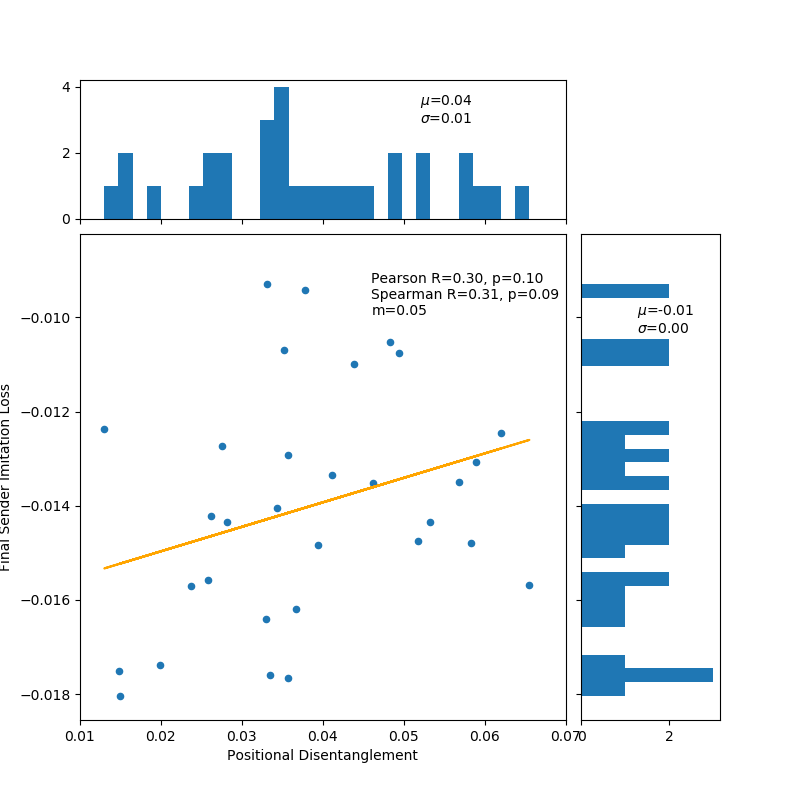 4
2
0
μ=0.04
σ=0.01
Pearson R=0.30, p=0.10
Spearman R=0.31, p=0.09
m=0.05
μ=-0.01
σ=0.00
−0.010
−0.012
−0.014
−0.016
−0.018
Final Sender Imitation Loss
0.01 0.02 0.03 0.04 0.05 0.06 0.07
0 2
Positional Disentanglement